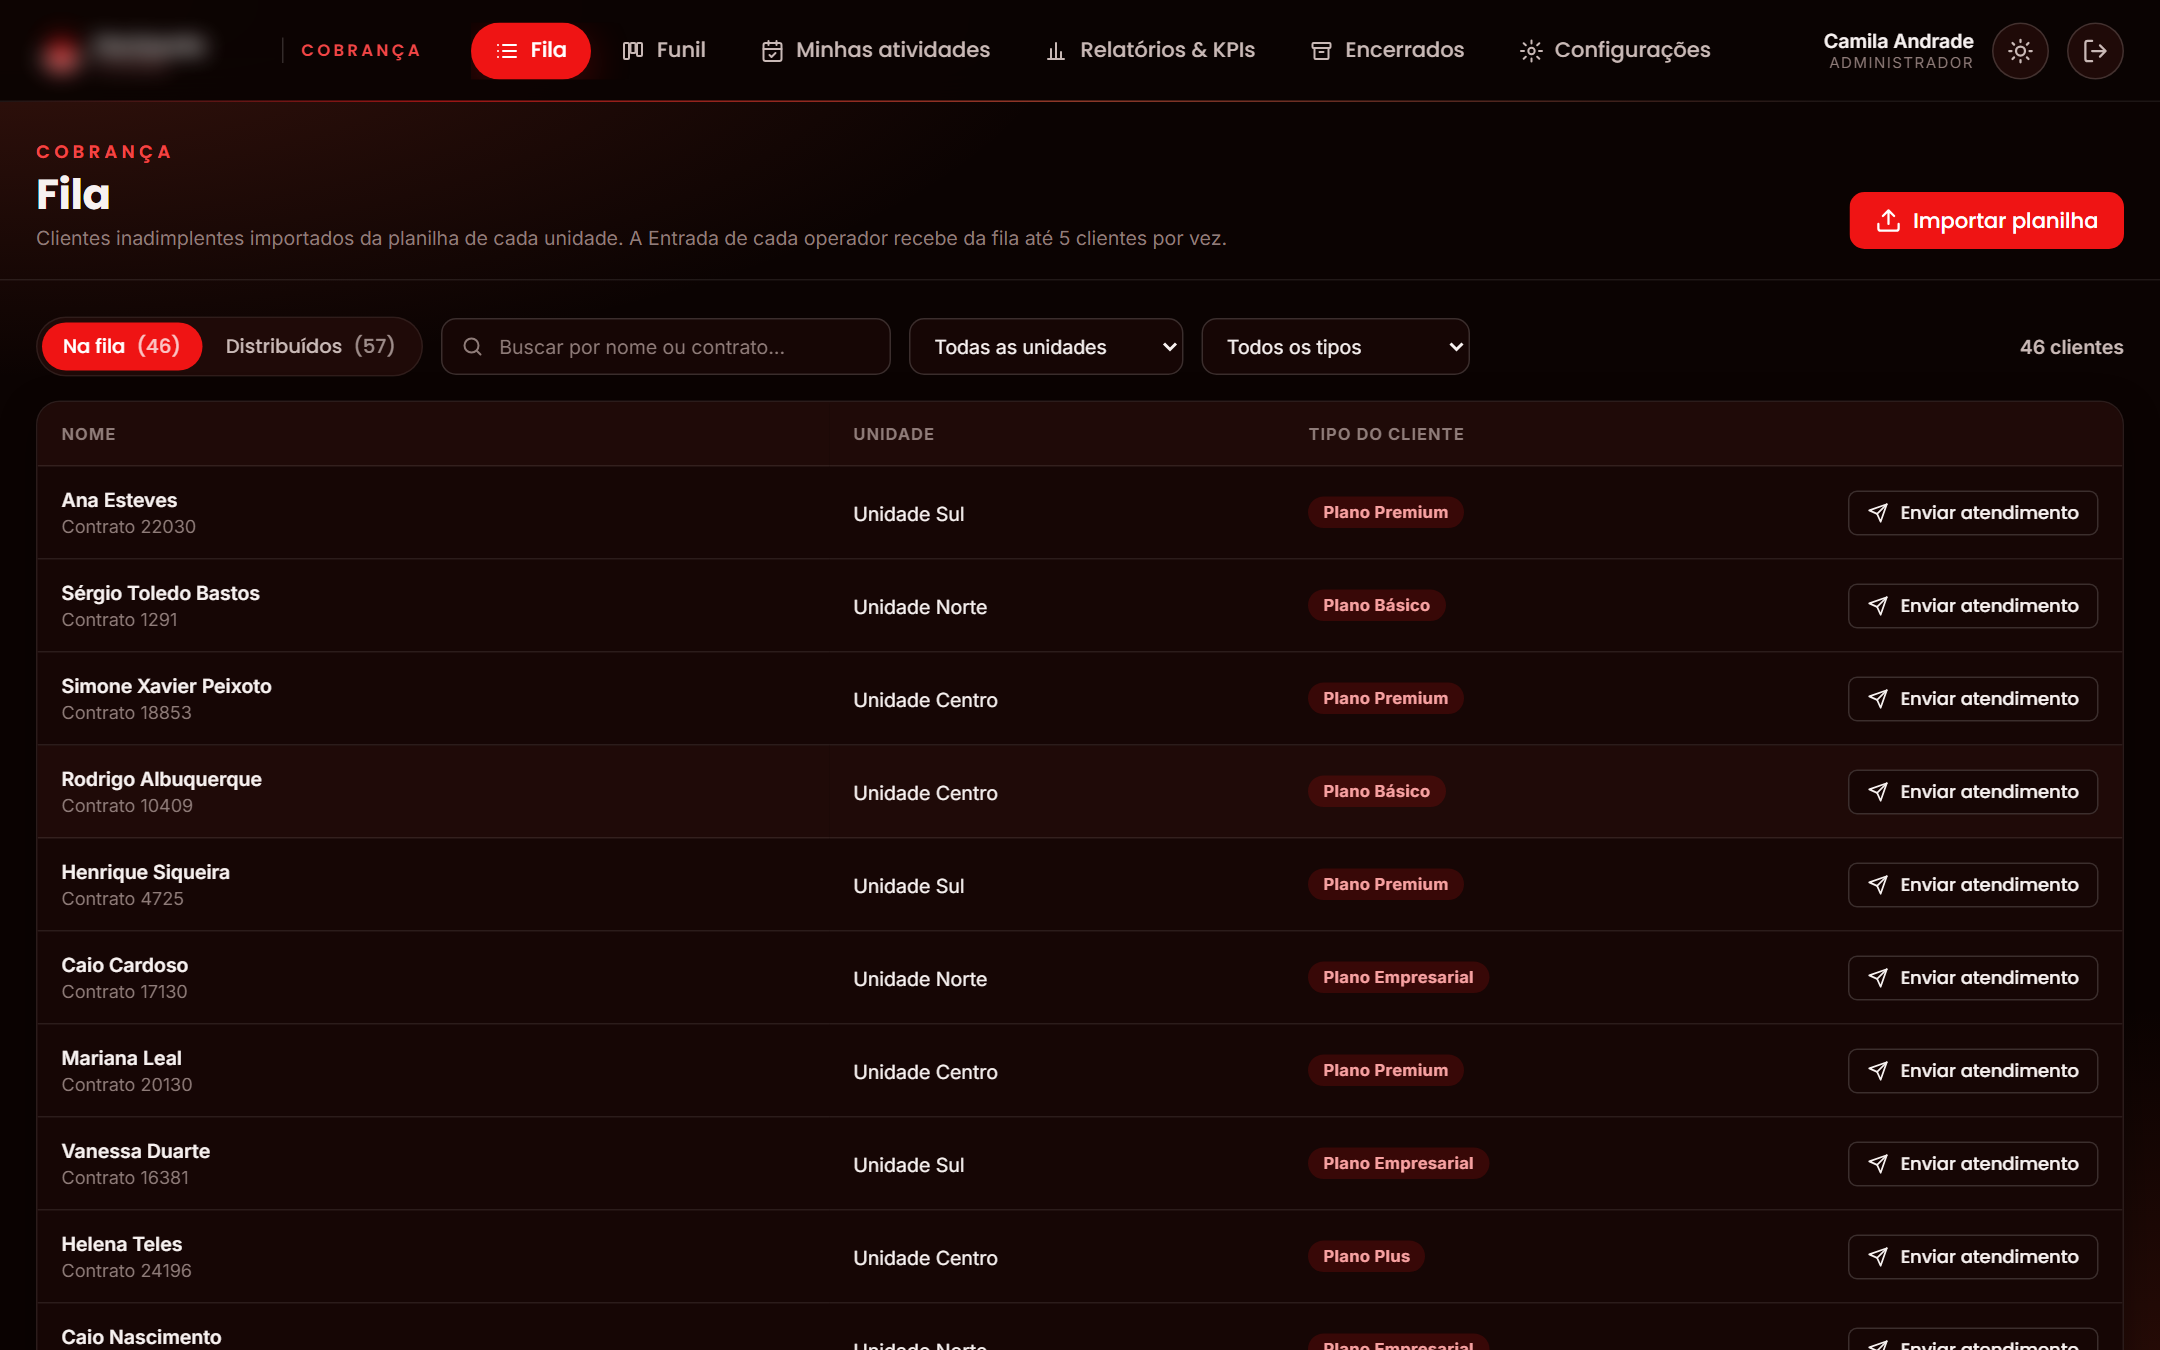 COBRANÇA
Fila
Funil
Minhas atividades
Relatórios & KPIs
Encerrados
Configurações
Camila Andrade
ADMINISTRADOR
COBRANÇA
Fila
Clientes inadimplentes importados da planilha de cada unidade. A Entrada de cada operador recebe da fila até 5 clientes por vez.
Importar planilha
Na fila (46)
Distribuídos (57)
Buscar por nome ou contrato...
Todas as unidades
Todos os tipos
46 clientes
NOME
UNIDADE
TIPO DO CLIENTE
Ana Esteves
Contrato 22030
Unidade Sul
Plano Premium
Enviar atendimento
Sérgio Toledo Bastos
Contrato 1291
Unidade Norte
Plano Básico
Enviar atendimento
Simone Xavier Peixoto
Contrato 18853
Unidade Centro
Plano Premium
Enviar atendimento
Rodrigo Albuquerque
Contrato 10409
Unidade Centro
Plano Básico
Enviar atendimento
Henrique Siqueira
Contrato 4725
Unidade Sul
Plano Premium
Enviar atendimento
Caio Cardoso
Contrato 17130
Unidade Norte
Plano Empresarial
Enviar atendimento
Mariana Leal
Contrato 20130
Unidade Centro
Plano Premium
Enviar atendimento
Vanessa Duarte
Contrato 16381
Unidade Sul
Plano Empresarial
Enviar atendimento
Helena Teles
Contrato 24196
Unidade Centro
Plano Plus
Enviar atendimento
Caio Nascimento
Unidade Norte
Plano Empresarial
Enviar atendimento